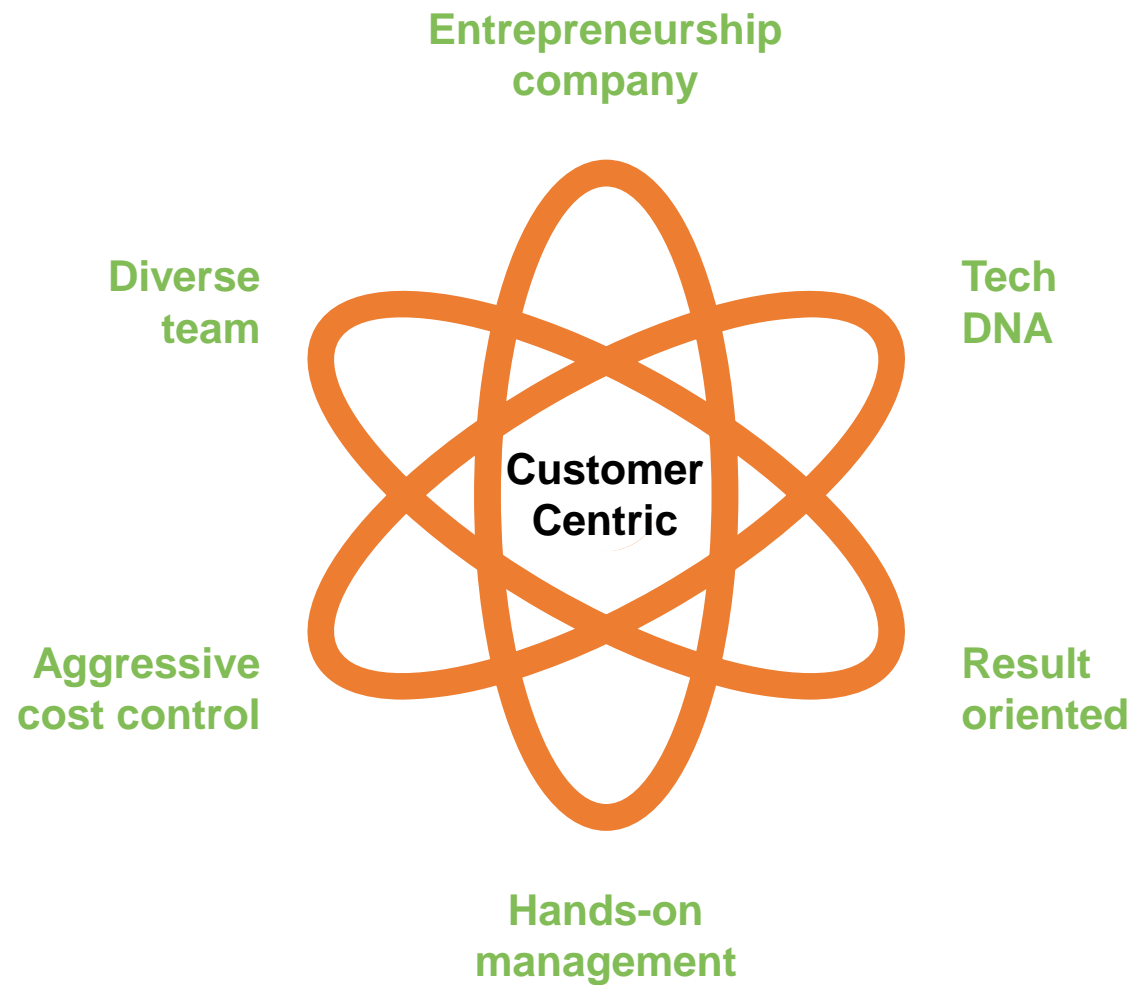 Entrepreneurship
company
Diverse
team
Tech
DNA
Customer
Centric
Aggressive
cost control
Result
oriented
Hands-on
management